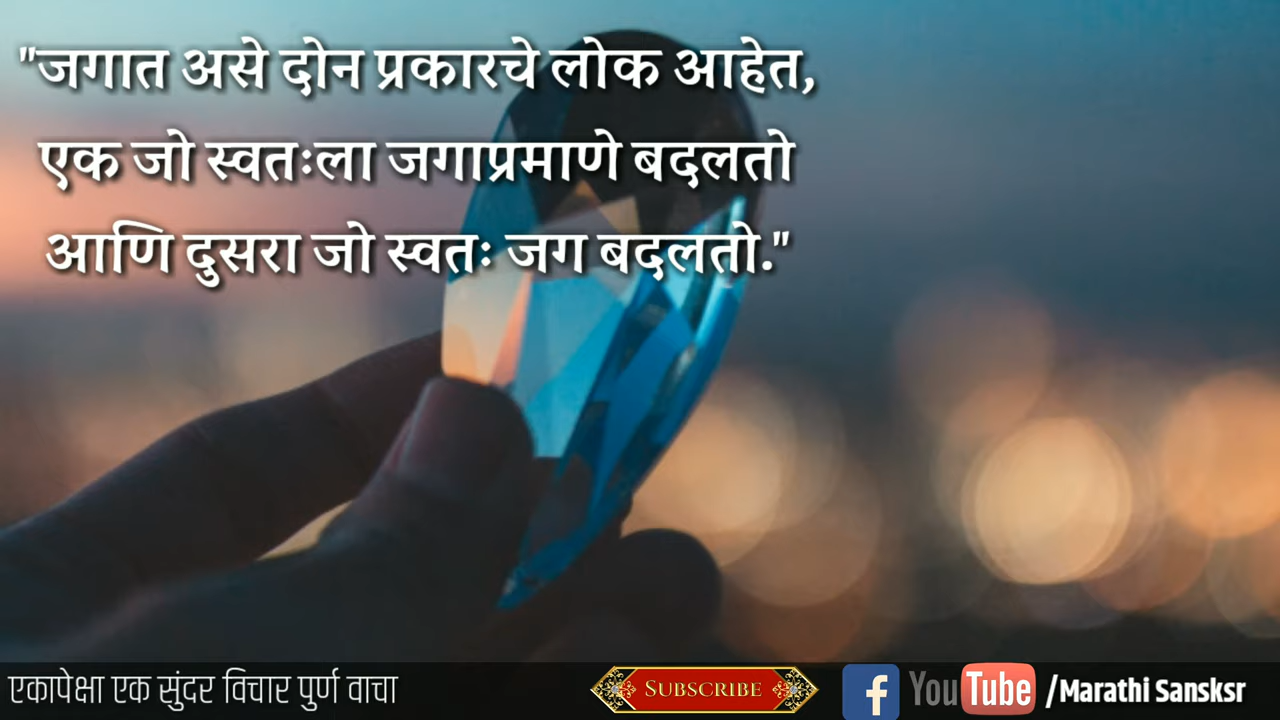 "जगात असे दोन प्रकारचे लोक आहेत,
एक जो स्वतःला जगाप्रमाणे बदलतो
आणि दुसरा जो स्वतः जग बदलतो."
एकापेक्षा एक सुंदर विचार पुर्ण वाचा
SUBSCRIBE
f YouTube /Marathi Sansksr